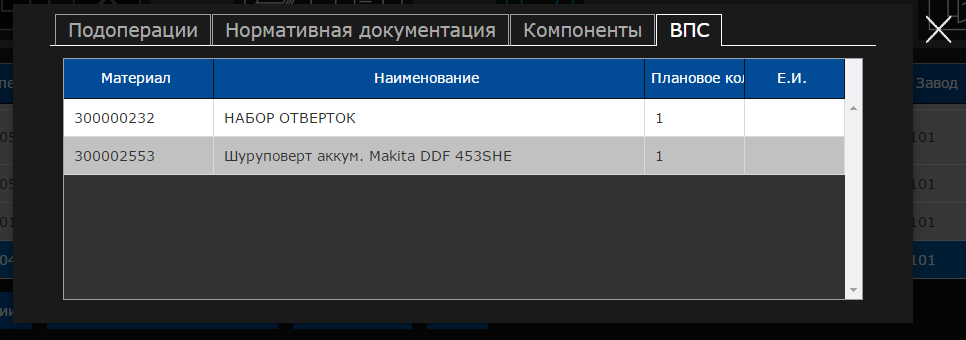 Подоперации Нормативная документация Компоненты ВПС
Материал Наименование Плановое кол Е.И. Завод
300000232 НАБОР ОТВЕРТОК 1
300002553 Шуруповерт аккум. Makita DDF 453SHE 1
101
101
101
101